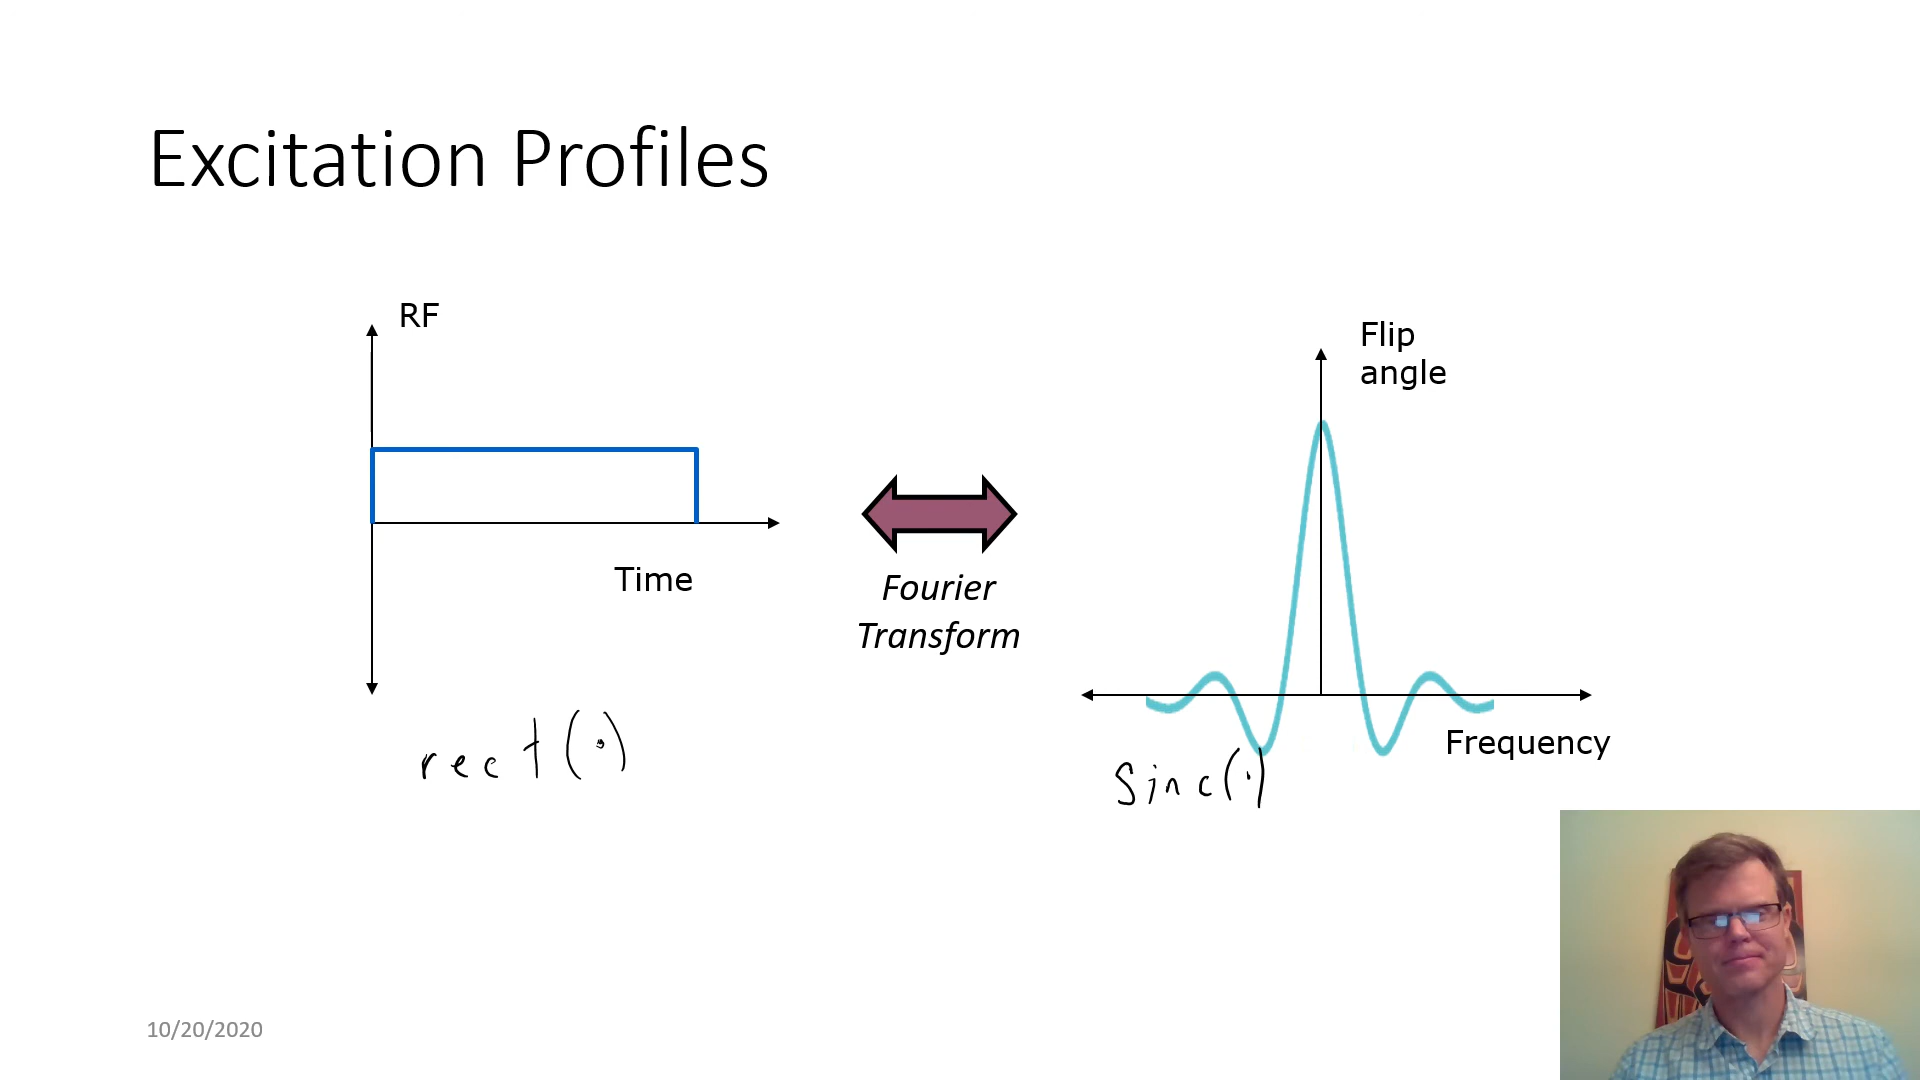 Excitation Profiles
RF
Time
rect(·)
Fourier
Transform
Flip
angle
Frequency
sinc(·)
10/20/2020